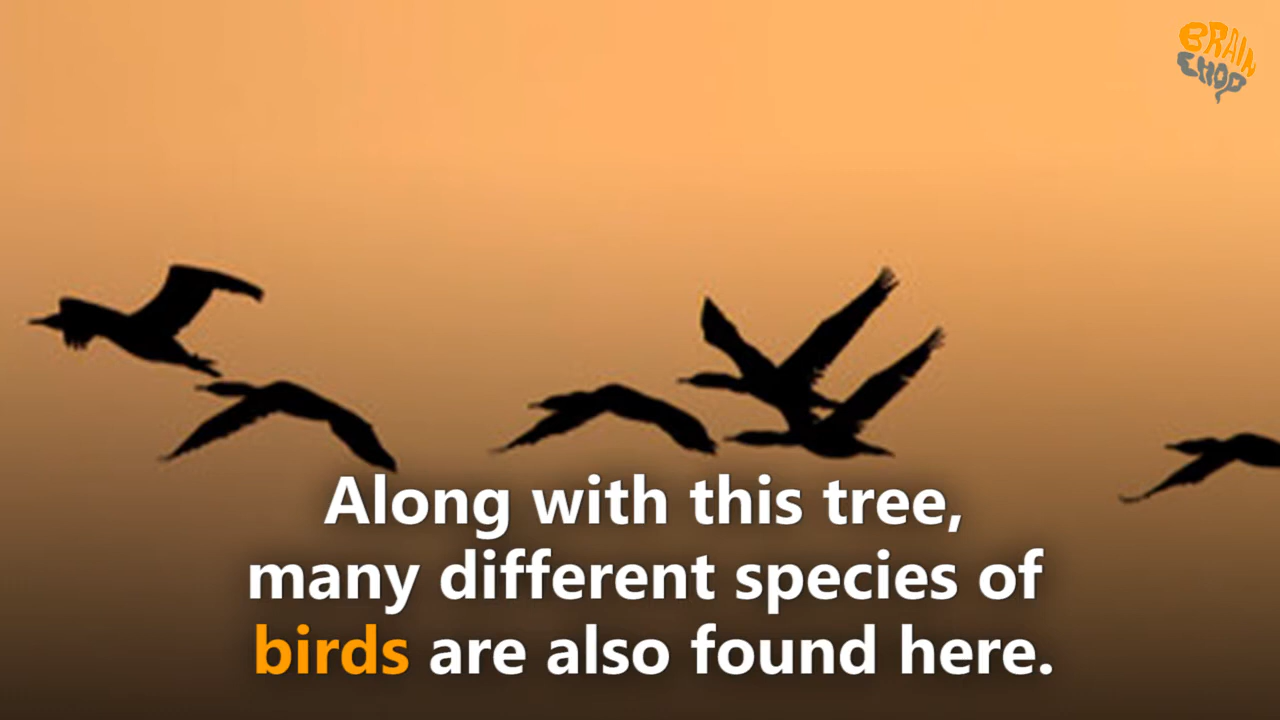 BRAIN
CHOP
Along with this tree,
many different species of
birds are also found here.